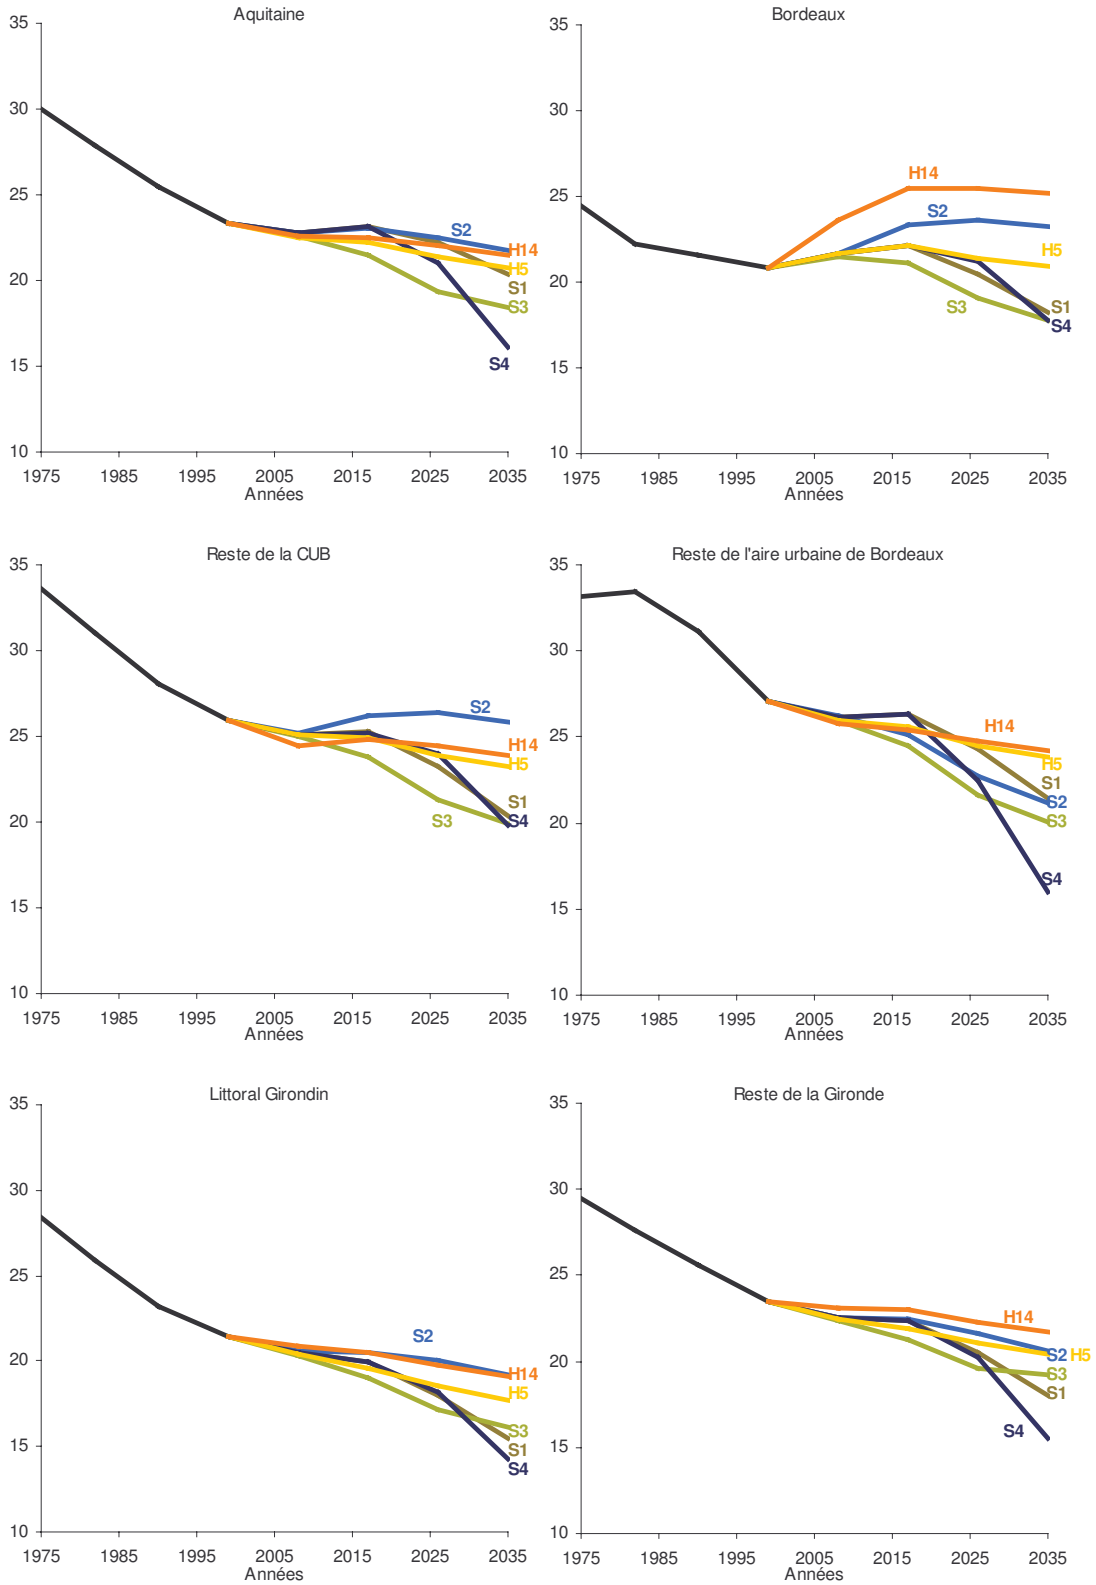 Aquitaine
35
30
25
20
15
10
S2
H14
H5
S1
S3
S4
1975 1985 1995 2005 2015 2025 2035
Années
Bordeaux
35
30
25
20
15
10
H14
S2
H5
S3
S1
S4
1975 1985 1995 2005 2015 2025 2035
Années
Reste de la CUB
35
30
25
20
15
10
S2
H14
H5
S1
S3
S4
1975 1985 1995 2005 2015 2025 2035
Années
Reste de l'aire urbaine de Bordeaux
35
30
25
20
15
10
H14
H5
S1
S2
S3
S4
1975 1985 1995 2005 2015 2025 2035
Années
Littoral Girondin
35
30
25
20
15
10
S2
H14
H5
S3
S1
S4
1975 1985 1995 2005 2015 2025 2035
Années
Reste de la Gironde
35
30
25
20
15
10
H14
S2 H5
S3
S1
S4
1975 1985 1995 2005 2015 2025 2035
Années